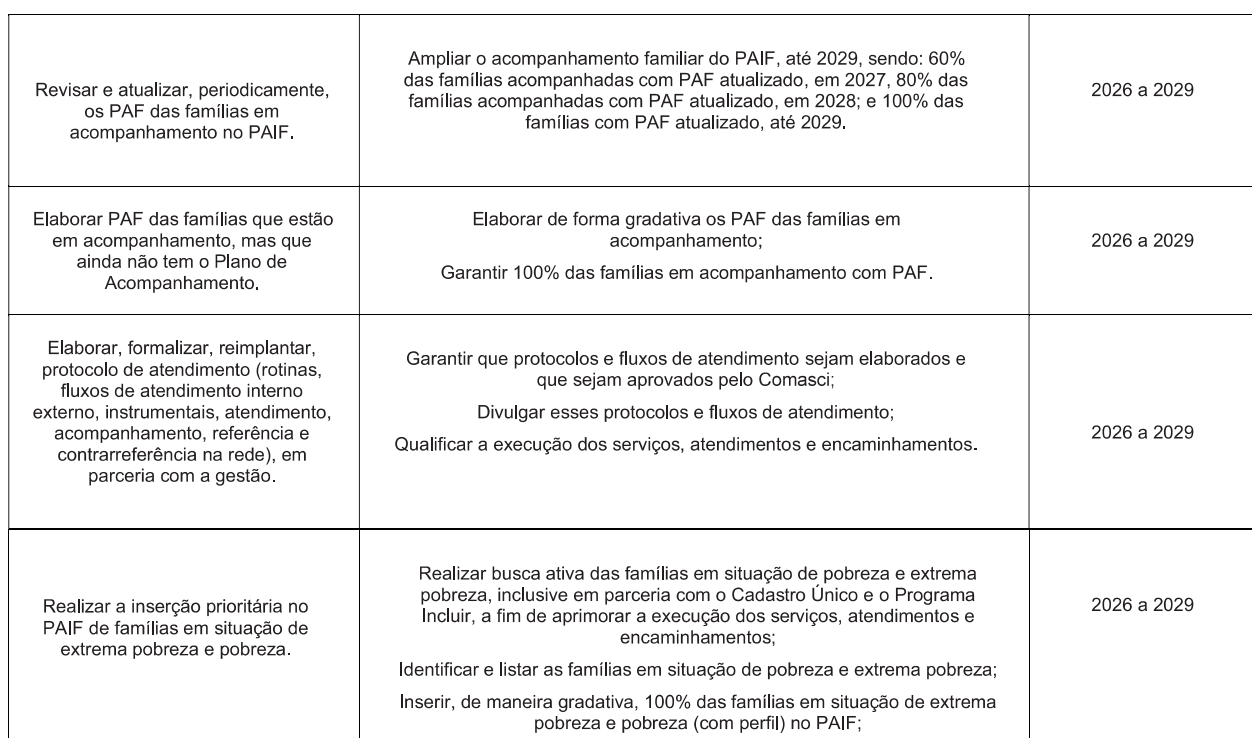 Revisar e atualizar, periodicamente,
os PAF das famílias em
acompanhamento no PAIF.
Ampliar o acompanhamento familiar do PAIF, até 2029, sendo: 60%
das famílias acompanhadas com PAF atualizado, em 2027, 80% das
famílias acompanhadas com PAF atualizado, em 2028; e 100% das
famílias com PAF atualizado, até 2029.
2026 a 2029
Elaborar PAF das famílias que estão
em acompanhamento, mas que
ainda não tem o Plano de
Acompanhamento.
Elaborar de forma gradativa os PAF das famílias em
acompanhamento;
Garantir 100% das famílias em acompanhamento com PAF.
2026 a 2029
Elaborar, formalizar, reimplantar,
protocolo de atendimento (rotinas,
fluxos de atendimento interno
externo, instrumentais, atendimento,
acompanhamento, referência e
contrarreferência na rede), em
parceria com a gestão.
Garantir que protocolos e fluxos de atendimento sejam elaborados e
que sejam aprovados pelo Comasci;
Divulgar esses protocolos e fluxos de atendimento;
Qualificar a execução dos serviços, atendimentos e encaminhamentos.
2026 a 2029
Realizar a inserção prioritária no
PAIF de famílias em situação de
extrema pobreza e pobreza.
Realizar busca ativa das famílias em situação de pobreza e extrema
pobreza, inclusive em parceria com o Cadastro Único e o Programa
Incluir, a fim de aprimorar a execução dos serviços, atendimentos e
encaminhamentos;
Identificar e listar as famílias em situação de pobreza e extrema pobreza;
Inserir, de maneira gradativa, 100% das famílias em situação de extrema
pobreza e pobreza (com perfil) no PAIF;
2026 a 2029